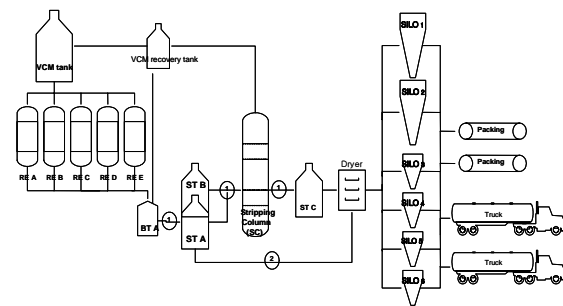 SILO 1
VCM tank
VCM recovery tank
SILO 2
Packing
Dryer
SILO 3
Packing
RE A
RE B
RE C
RE D
RE E
ST B
1
1
ST C
SILO 4
Truck
BT A
1
ST A
Stripping
Column
(SC)
SILO 5
2
Truck
SILO 6